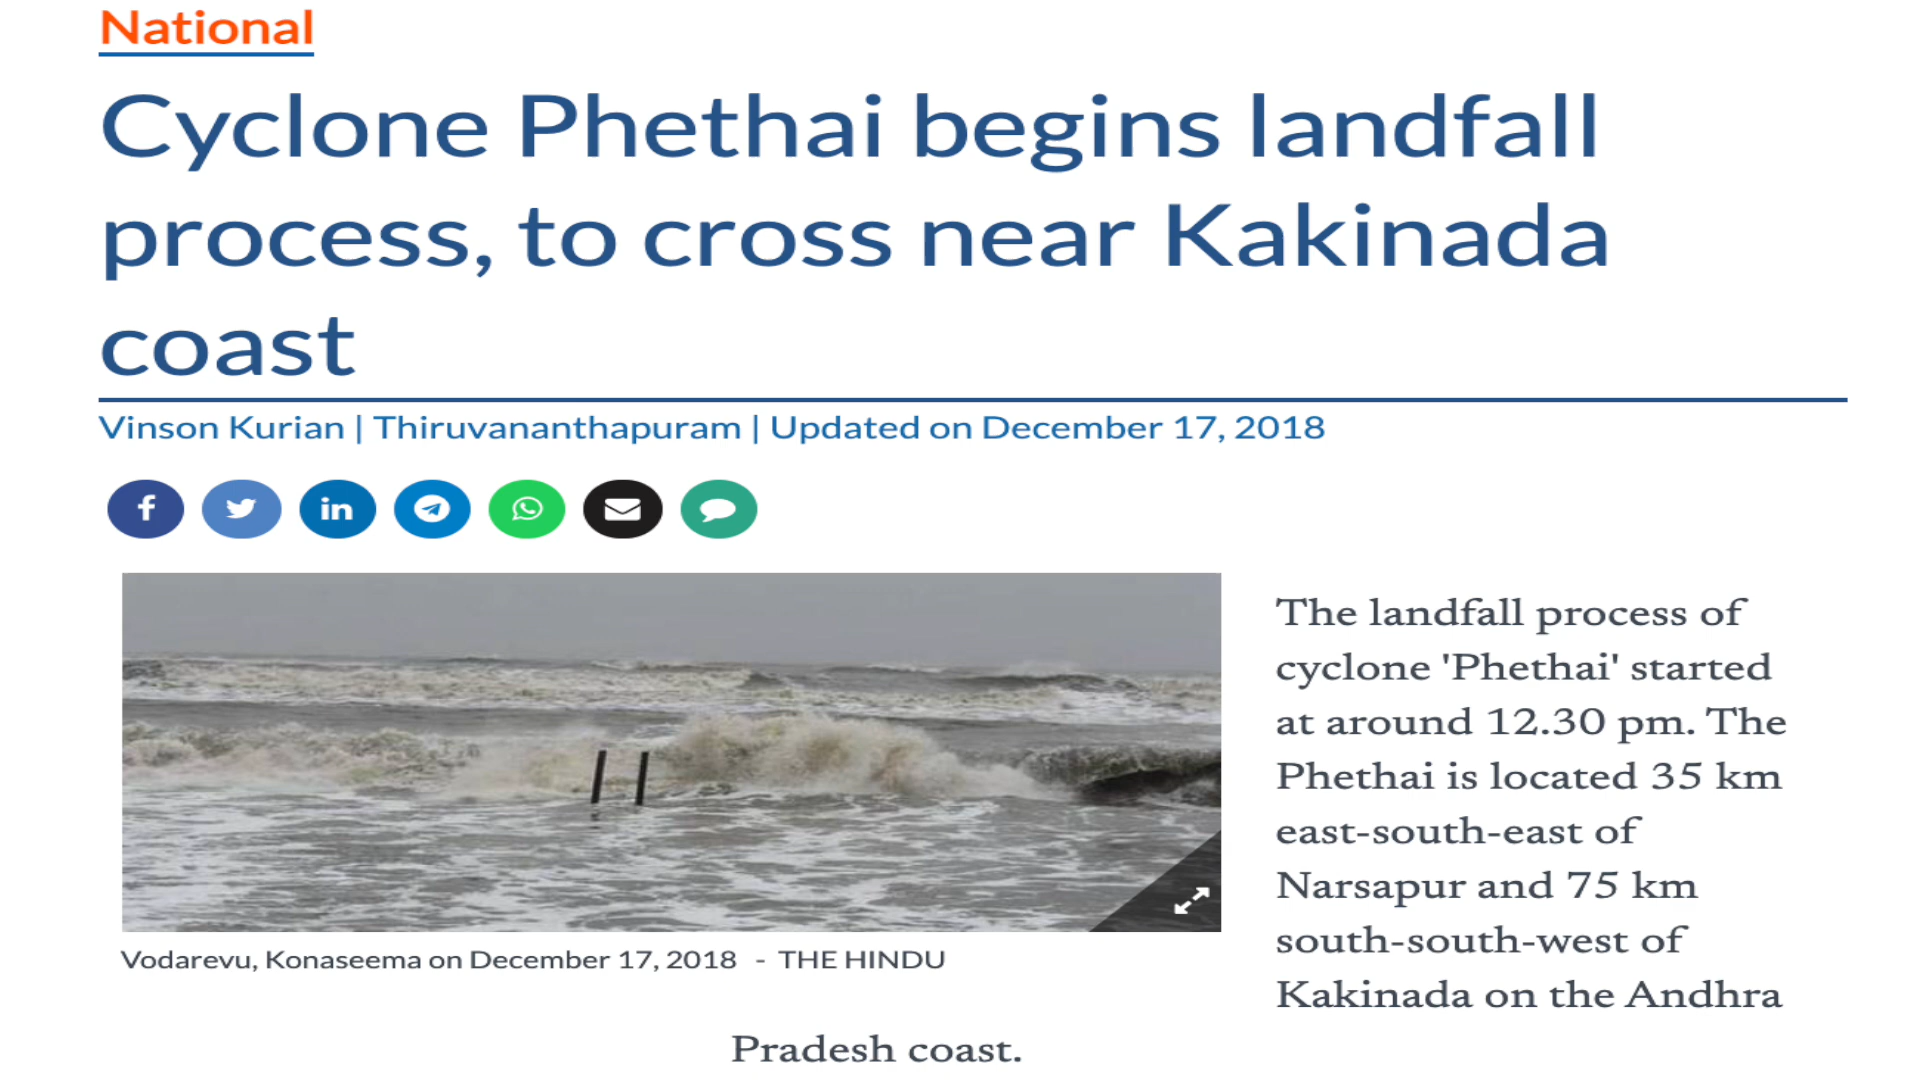 National
Cyclone Phethai begins landfall
process, to cross near Kakinada
coast
Vinson Kurian | Thiruvananthapuram | Updated on December 17, 2018
The landfall process of
cyclone 'Phethai' started
at around 12.30 pm. The
Phethai is located 35 km
east-south-east of
Narsapur and 75 km
south-south-west of
Kakinada on the Andhra
Pradesh coast.
Vodarevu, Konaseema on December 17, 2018 - THE HINDU